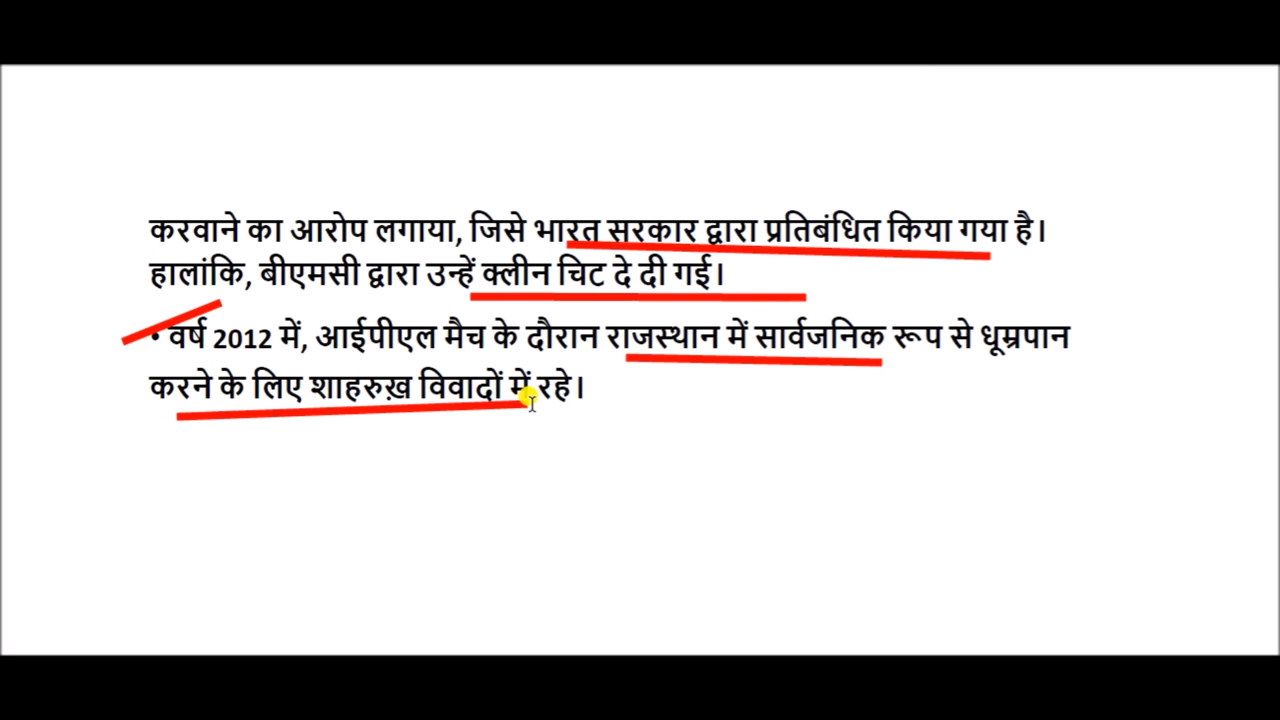 करवाने का आरोप लगाया, जिसे भारत सरकार द्वारा प्रतिबंधित किया गया है।
हालांकि, बीएमसी द्वारा उन्हें क्लीन चिट दे दी गई।
• वर्ष 2012 में, आईपीएल मैच के दौरान राजस्थान में सार्वजनिक रूप से धूम्रपान
करने के लिए शाहरुख़ विवादों में रहे।